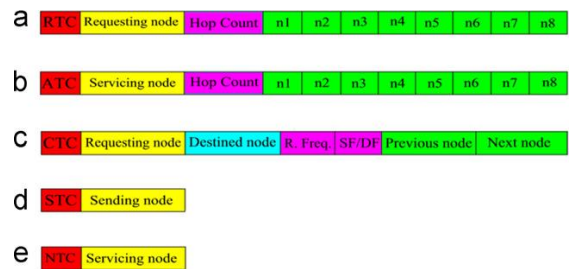 a RTC Requesting node Hop Count n1 n2 n3 n4 n5 n6 n7 n8
b ATC Servicing node Hop Count n1 n2 n3 n4 n5 n6 n7 n8
c CTC Requesting node Destined node R. Freq. SF/DF Previous node Next node
d STC Sending node
e NTC Servicing node